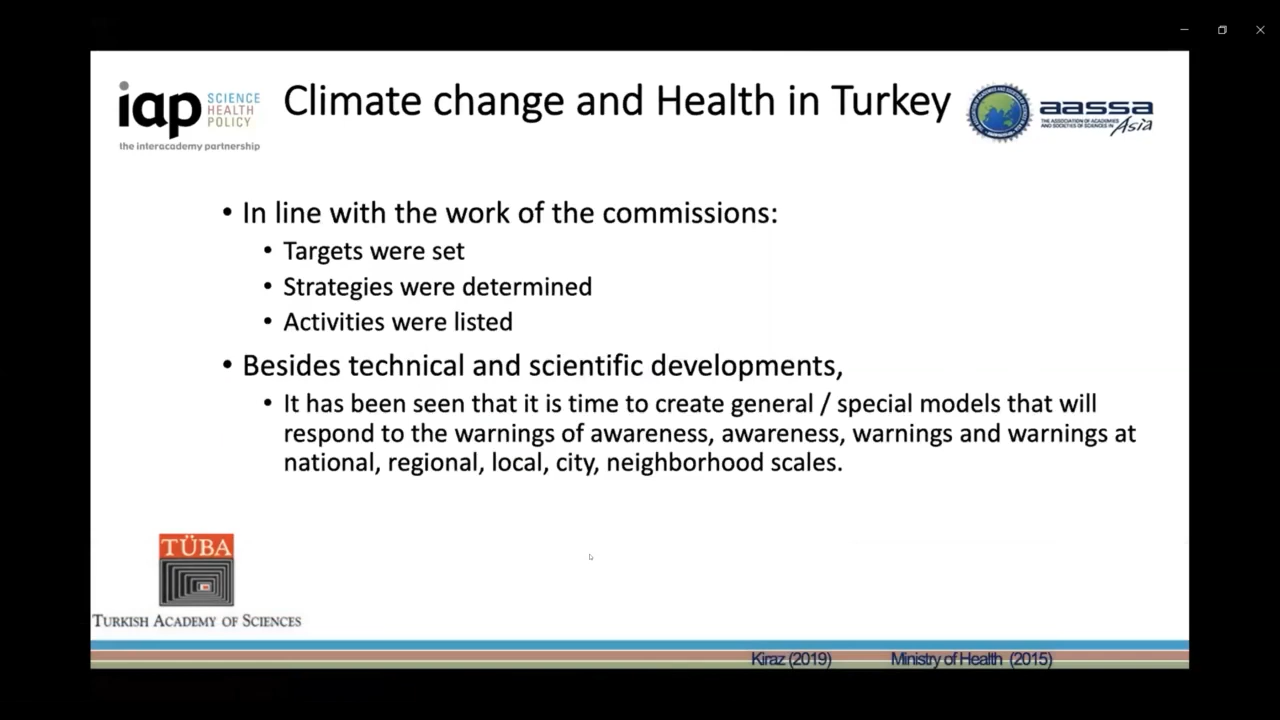 iap SCIENCE
HEALTH
POLICY
the interacademy partnership
Climate change and Health in Turkey
aassa
THE ASSOCIATION OF ACADEMIES
AND SOCIETIES OF SCIENCES IN
Asia
• In line with the work of the commissions:
• Targets were set
• Strategies were determined
• Activities were listed
• Besides technical and scientific developments,
• It has been seen that it is time to create general / special models that will
respond to the warnings of awareness, awareness, warnings and warnings at
national, regional, local, city, neighborhood scales.
TÜBA
TURKISH ACADEMY OF SCIENCES
Kiraz (2019) Ministry of Health (2015)